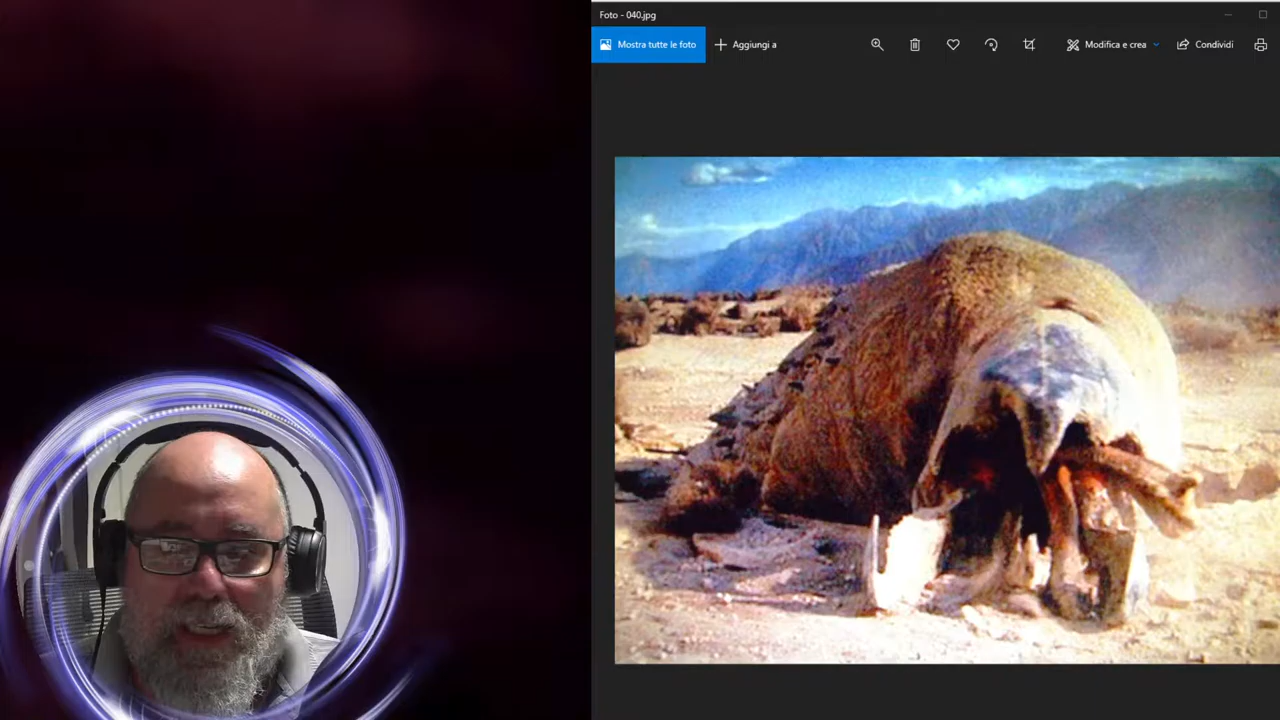 Foto - 040.jpg
Mostra tutte le foto
Aggiungi a
Modifica e crea
Condividi